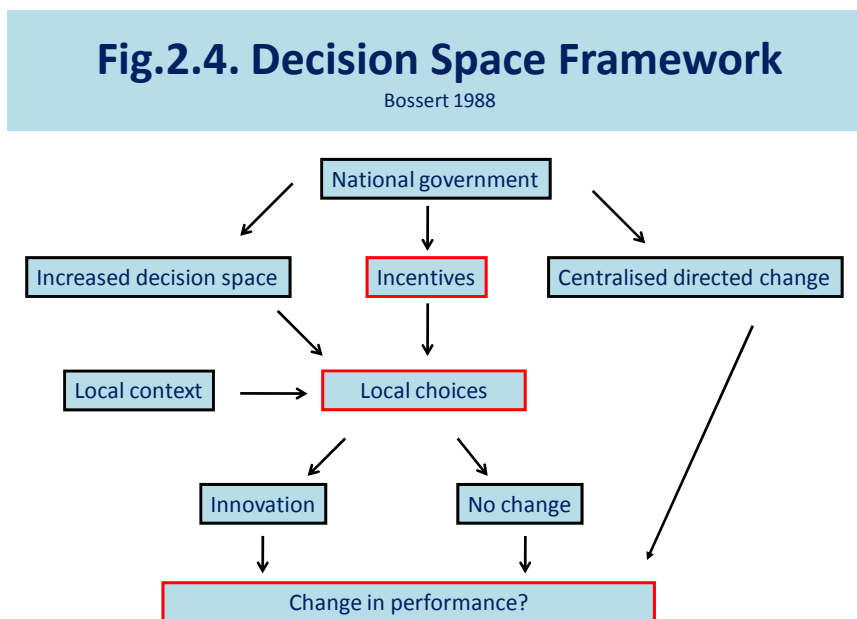 Fig.2.4. Decision Space Framework
Bossert 1988
National government
Increased decision space
Incentives
Centralised directed change
Local context
Local choices
Innovation
No change
Change in performance?